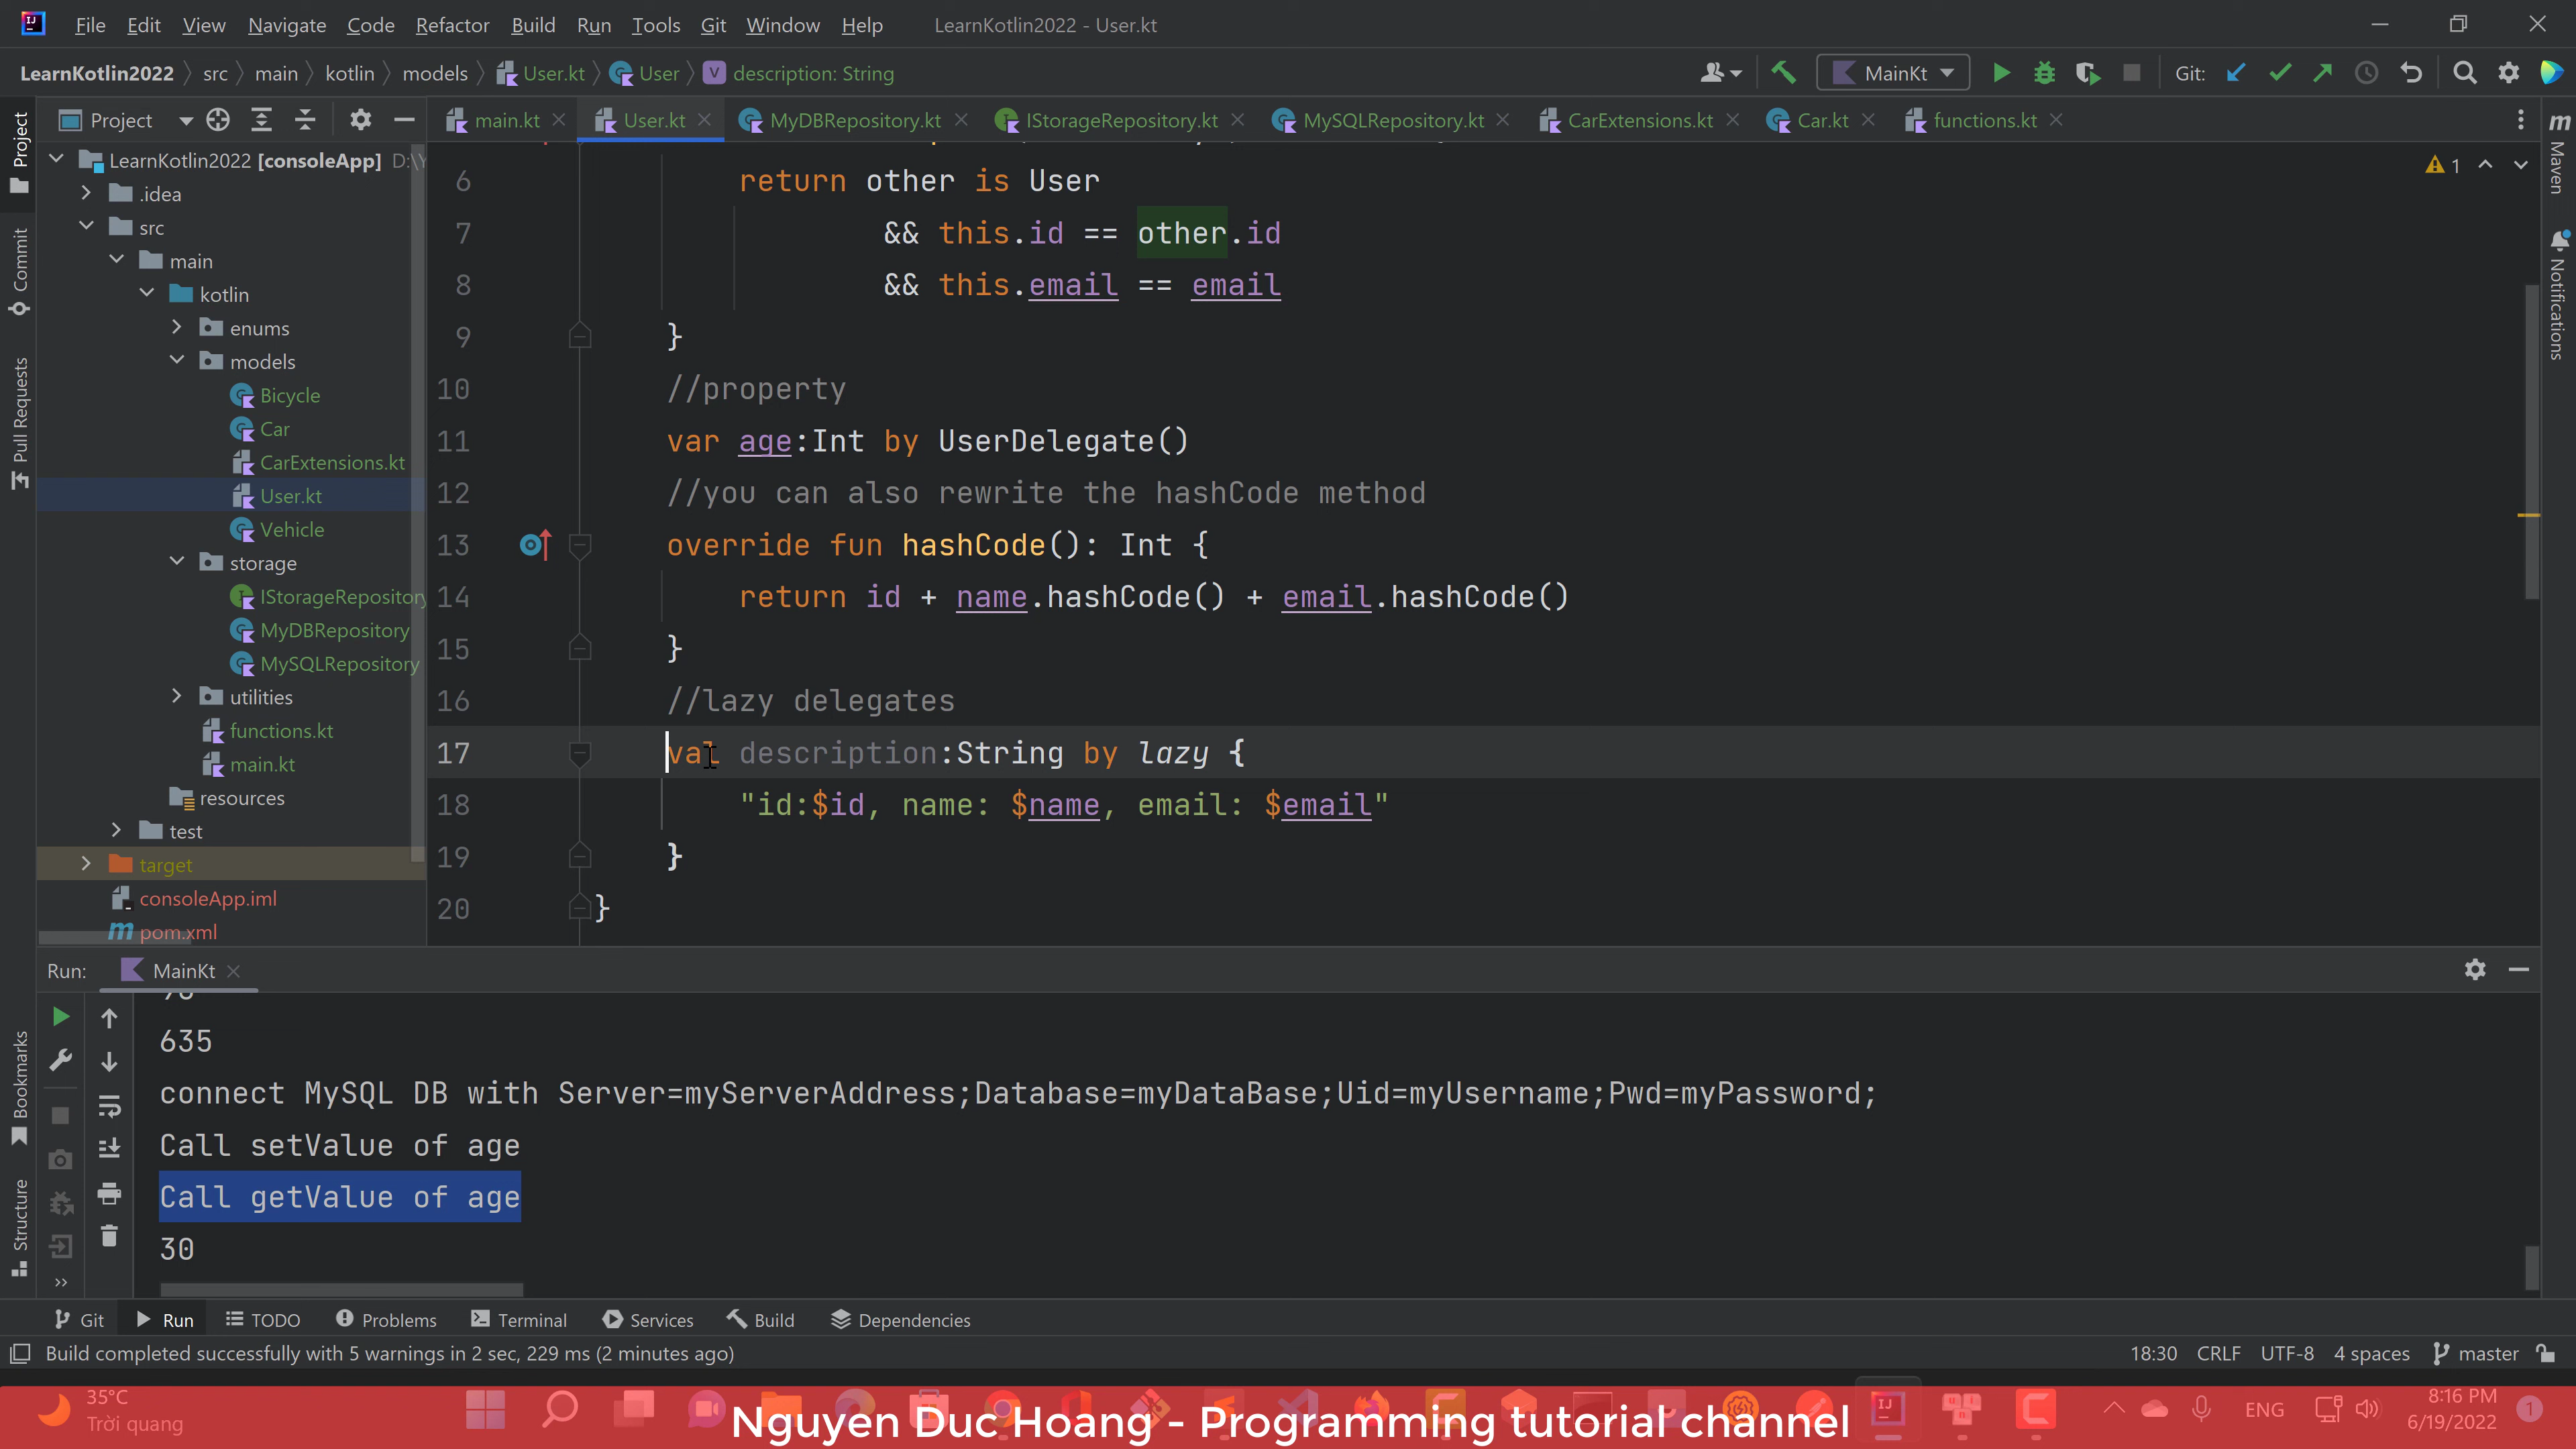 File Edit View Navigate Code Refactor Build Run Tools Git Window Help LearnKotlin2022 - User.kt
LearnKotlin2022 src main kotlin models User.kt User description: String MainKt Git:
Project main.kt User.kt MyDBRepository.kt IStorageRepository.kt MySQLRepository.kt CarExtensions.kt Car.kt functions.kt
LearnKotlin2022 [consoleApp] D:\Y
.idea
src
main
kotlin
enums
models
Bicycle
Car
CarExtensions.kt
User.kt
Vehicle
storage
IStorageRepository
MyDBRepository
MySQLRepository
utilities
functions.kt
main.kt
resources
test
target
consoleApp.iml
pom.xml
Project
Commit
Pull Requests
Bookmarks
Structure
6 return other is User
7 && this.id == other.id
8 && this.email == email
9 }
10 //property
11 var age:Int by UserDelegate()
12 //you can also rewrite the hashCode method
13 override fun hashCode(): Int {
14 return id + name.hashCode() + email.hashCode()
15 }
16 //lazy delegates
17 val description:String by lazy {
18 "id:$id, name: $name, email: $email"
19 }
20 }
1
Maven
Notifications
Run: MainKt
635
connect MySQL DB with Server=myServerAddress;Database=myDataBase;Uid=myUsername;Pwd=myPassword;
Call setValue of age
Call getValue of age
30
Git Run TODO Problems Terminal Services Build Dependencies
Build completed successfully with 5 warnings in 2 sec, 229 ms (2 minutes ago) 18:30 CRLF UTF-8 4 spaces master
35°C
Trời quang
Nguyen Duc Hoang - Programming tutorial channel
ENG
8:16 PM
6/19/2022
1